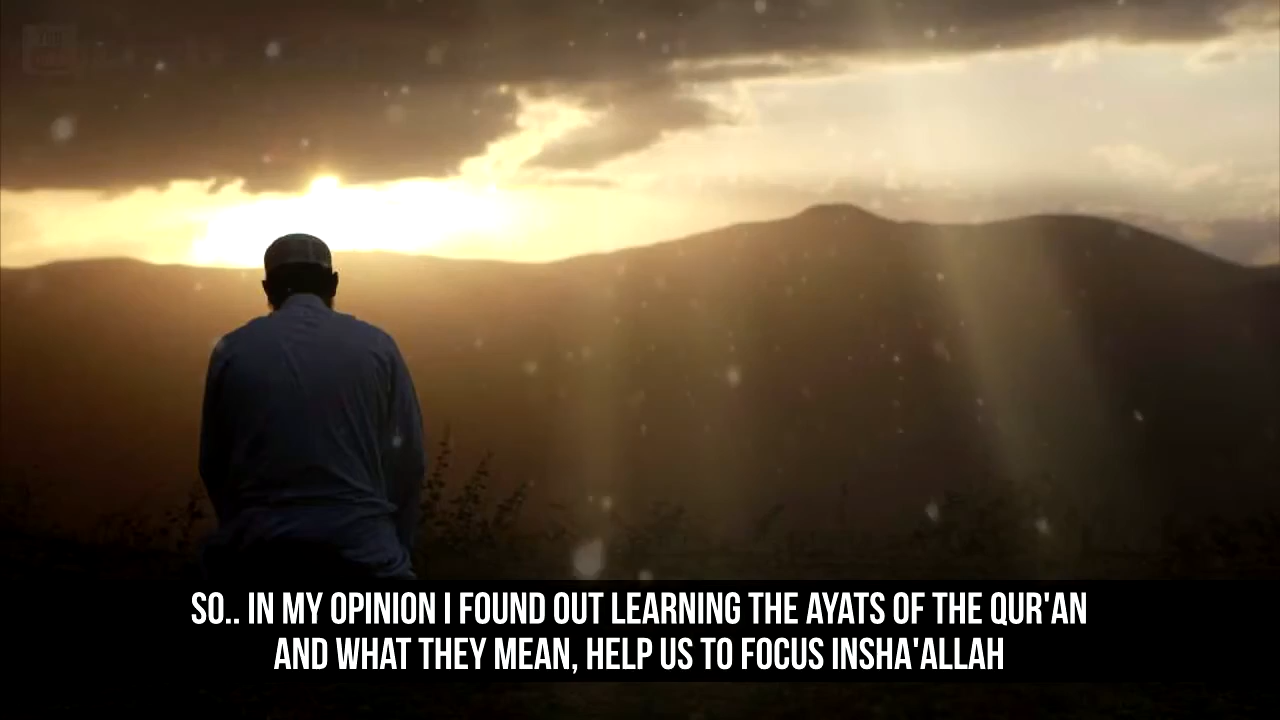 SO.. IN MY OPINION I FOUND OUT LEARNING THE AYATS OF THE QUR'AN
AND WHAT THEY MEAN, HELP US TO FOCUS INSHA'ALLAH